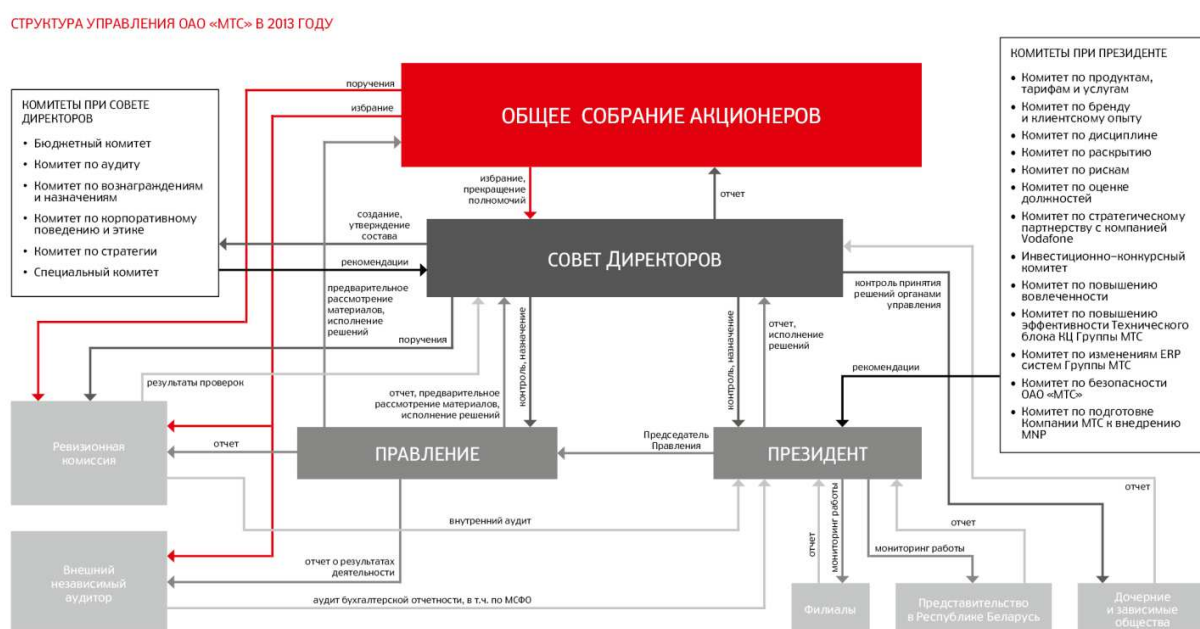 СТРУКТУРА УПРАВЛЕНИЯ ОАО «МТС» В 2013 ГОДУ
КОМИТЕТЫ ПРИ СОВЕТЕ
ДИРЕКТОРОВ
• Бюджетный комитет
• Комитет по аудиту
• Комитет по вознаграждениям
и назначениям
• Комитет по корпоративному
поведению и этике
• Комитет по стратегии
• Специальный комитет
поручения
избрание
ОБЩЕЕ СОБРАНИЕ АКЦИОНЕРОВ
КОМИТЕТЫ ПРИ ПРЕЗИДЕНТЕ
• Комитет по продуктам,
тарифам и услугам
• Комитет по бренду
и клиентскому опыту
• Комитет по дисциплине
• Комитет по раскрытию
• Комитет по рискам
• Комитет по оценке
должностей
• Комитет по стратегическому
партнерству с компанией
Vodafone
• Инвестиционно–конкурсный
комитет
• Комитет по повышению
вовлеченности
• Комитет по повышению
эффективности Технического
блока КЦ Группы МТС
• Комитет по изменениям ERP
систем Группы МТС
• Комитет по безопасности
ОАО «МТС»
• Комитет по подготовке
Компании МТС к внедрению
MNP
избрание,
прекращение
полномочий
отчет
создание,
утверждение
состава
рекомендации
СОВЕТ ДИРЕКТОРОВ
предварительное
рассмотрение
материалов,
исполнение
решений
поручения
контроль принятия
решений органами
управления
отчет,
исполнение
решений
контроль, назначение
контроль, назначение
рекомендации
результаты проверок
отчет, предварительное
рассмотрение материалов,
исполнение решений
Ревизионная
комиссия
отчет
ПРАВЛЕНИЕ
Председатель
Правления
ПРЕЗИДЕНТ
внутренний аудит
отчет
мониторинг работы
отчет
отчет
мониторинг работы
Внешний
независимый
аудитор
отчет о результатах
деятельности
аудит бухгалтерской отчетности, в т.ч. по МСФО
Филиалы
Представительство
в Республике Беларусь
Дочерние
и зависимые
общества